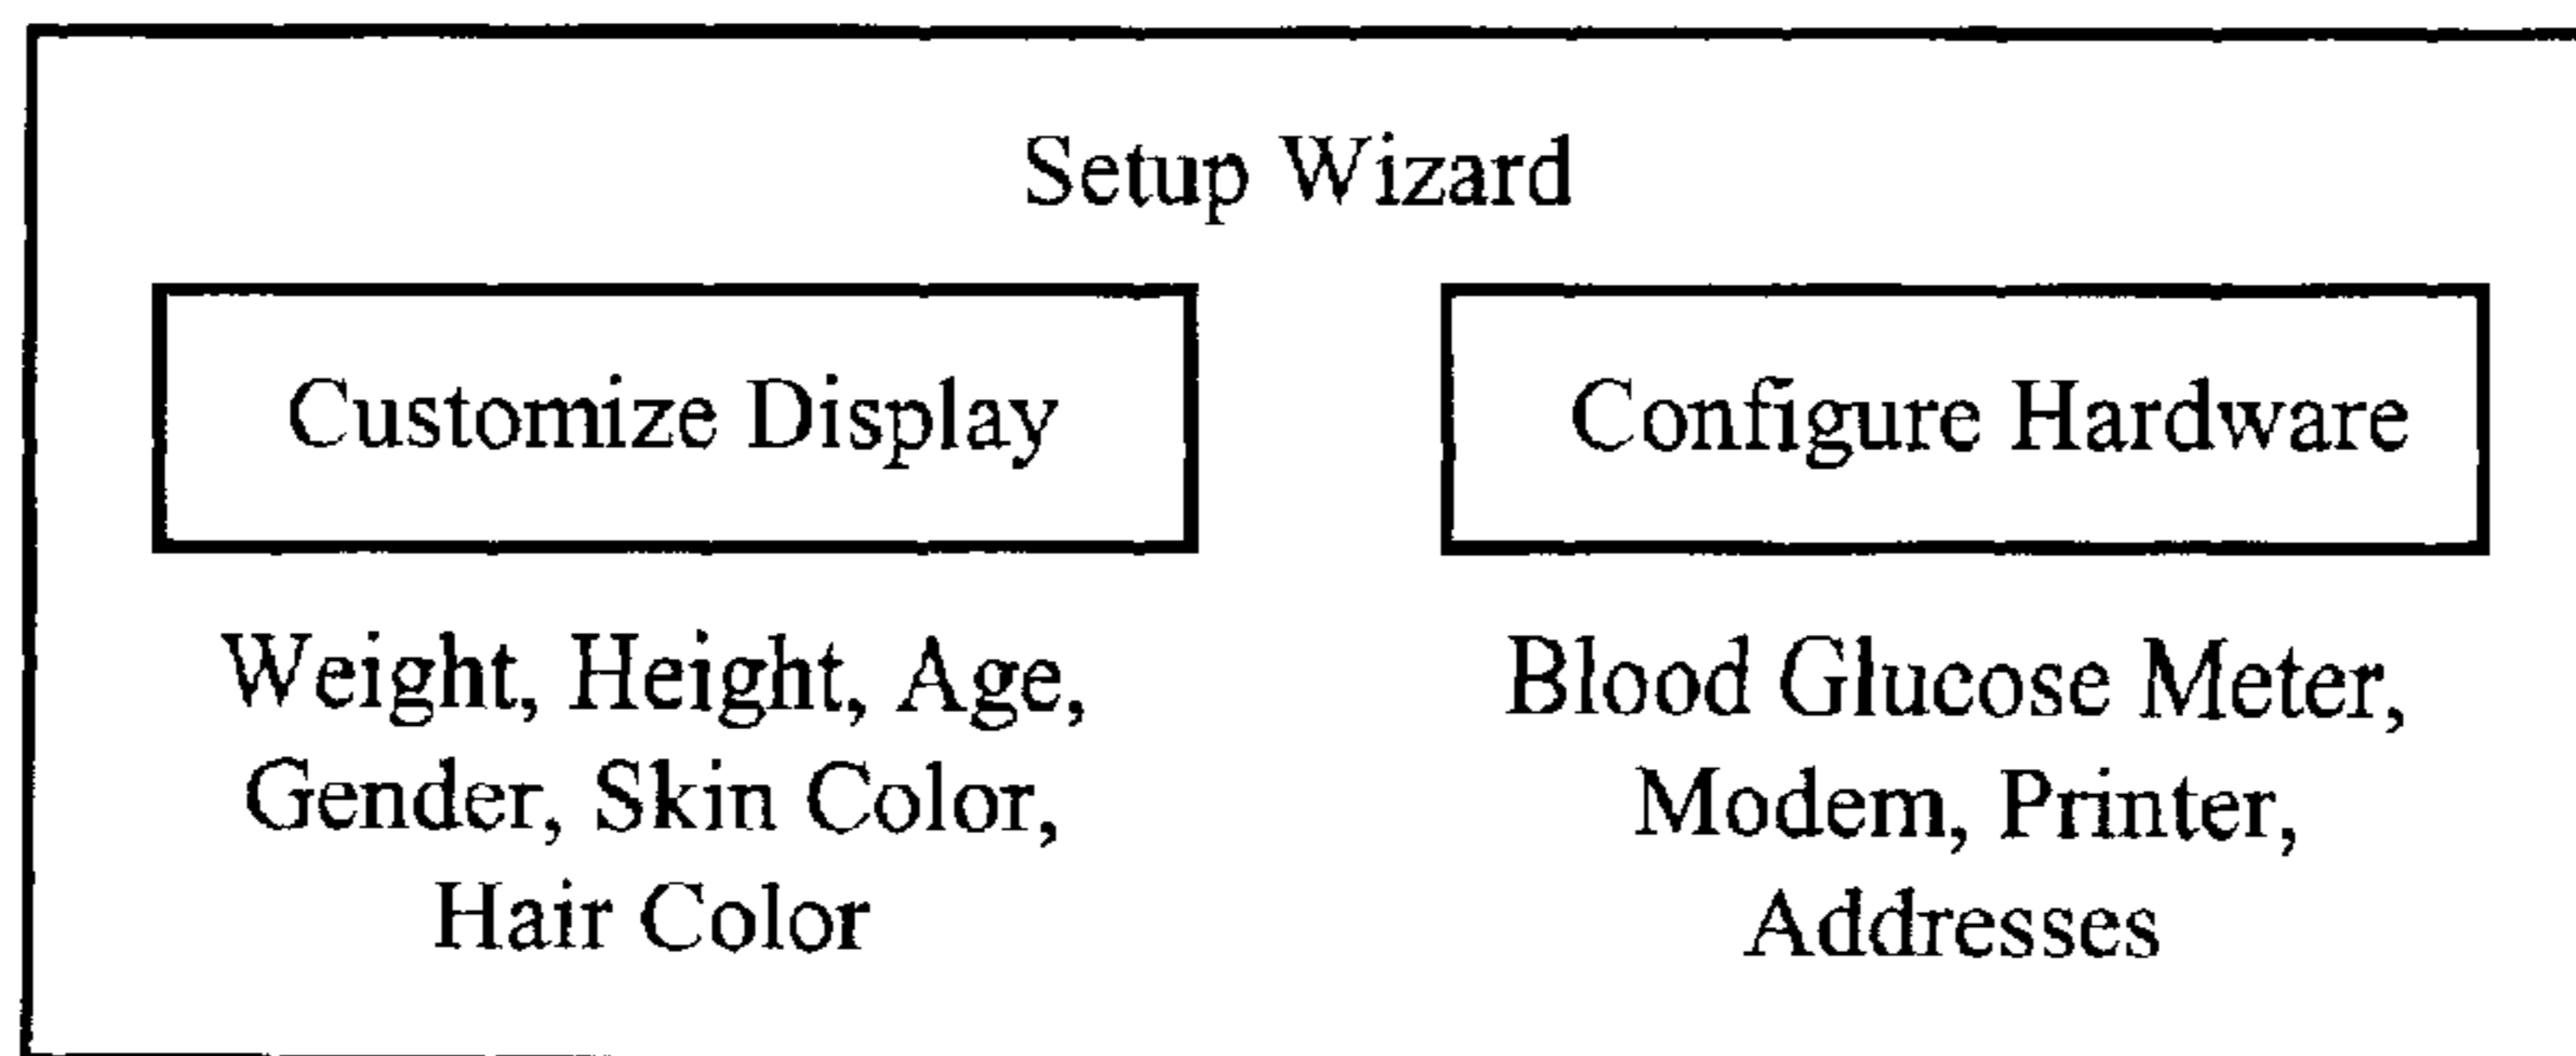 Setup Wizard
Customize Display
Configure Hardware
Weight, Height, Age,
Gender, Skin Color,
Hair Color
Blood Glucose Meter,
Modem, Printer,
Addresses